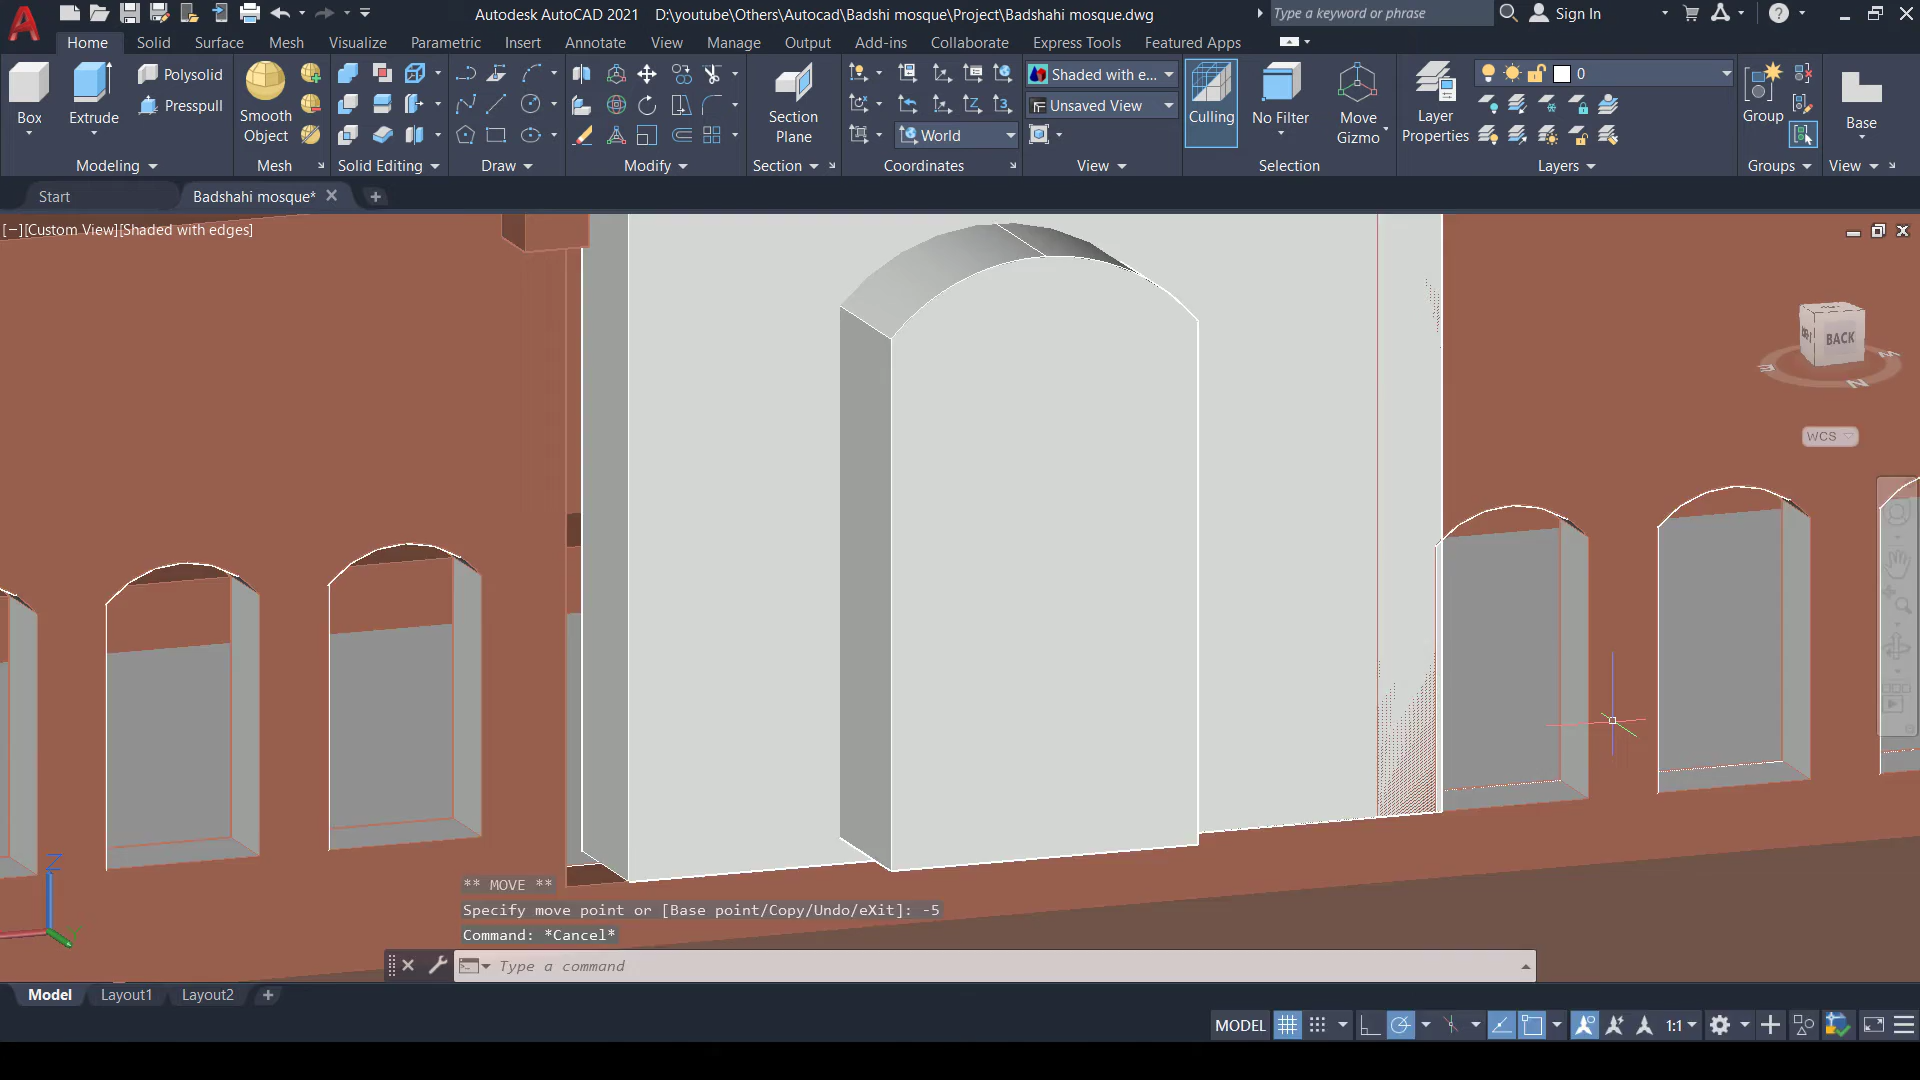 Autodesk AutoCAD 2021 D:\youtube\Others\Autocad\Badshi mosque\Project\Badshahi mosque.dwg
Type a keyword or phrase
Sign In
Home Solid Surface Mesh Visualize Parametric Insert Annotate View Manage Output Add-ins Collaborate Express Tools Featured Apps
Box
Extrude
Polysolid
Presspull
Smooth
Object
Section
Plane
World
Shaded with e...
Unsaved View
Culling
No Filter
Move
Gizmo
Layer
Properties
0
Group
Base
Modeling Mesh Solid Editing Draw Modify Section Coordinates View Selection Layers Groups View
Start
Badshahi mosque*
[−][Custom View][Shaded with edges]
BACK
N
WCS
Z
** MOVE **
Specify move point or [Base point/Copy/Undo/eXit]: -5
Command: *Cancel*
Type a command
Model Layout1 Layout2
MODEL
1:1